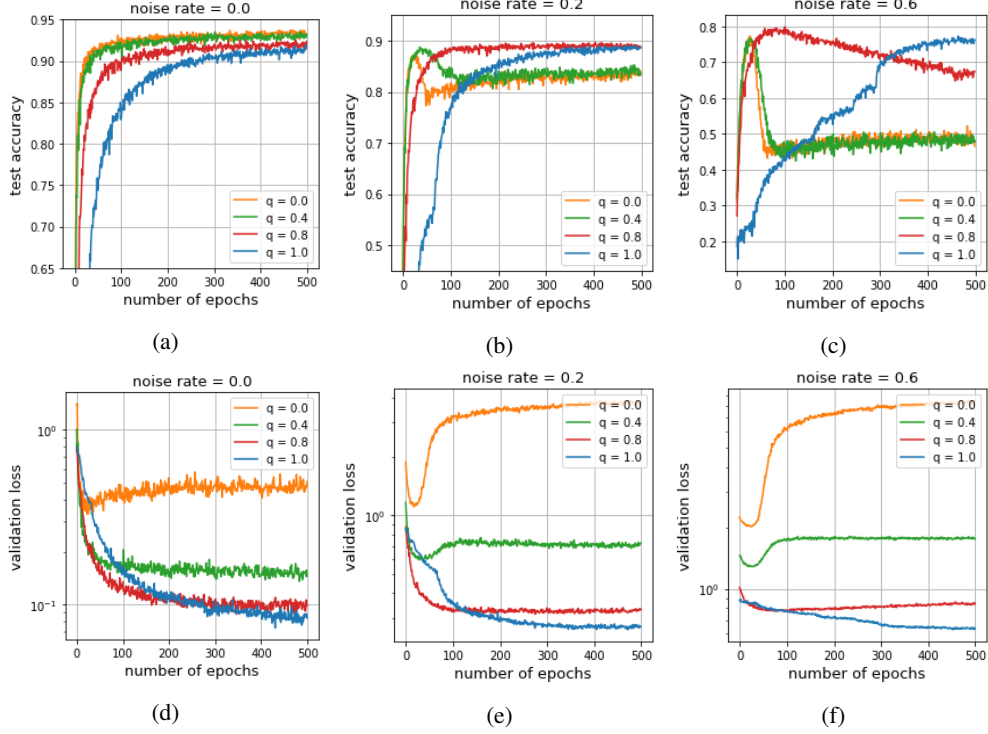 noise rate = 0.0
noise rate = 0.2
noise rate = 0.6
test accuracy
0.95
0.90
0.85
0.80
0.75
0.70
0.65
q = 0.0
q = 0.4
q = 0.8
q = 1.0
0 100 200 300 400 500
number of epochs
(a)
test accuracy
0.9
0.8
0.7
0.6
0.5
q = 0.0
q = 0.4
q = 0.8
q = 1.0
0 100 200 300 400 500
number of epochs
(b)
test accuracy
0.8
0.7
0.6
0.5
0.4
0.3
0.2
q = 0.0
q = 0.4
q = 0.8
q = 1.0
0 100 200 300 400 500
number of epochs
(c)
noise rate = 0.0
validation loss
10⁰
10⁻¹
q = 0.0
q = 0.4
q = 0.8
q = 1.0
0 100 200 300 400 500
number of epochs
(d)
noise rate = 0.2
validation loss
10⁰
q = 0.0
q = 0.4
q = 0.8
q = 1.0
0 100 200 300 400 500
number of epochs
(e)
noise rate = 0.6
validation loss
10⁰
q = 0.0
q = 0.4
q = 0.8
q = 1.0
0 100 200 300 400 500
number of epochs
(f)